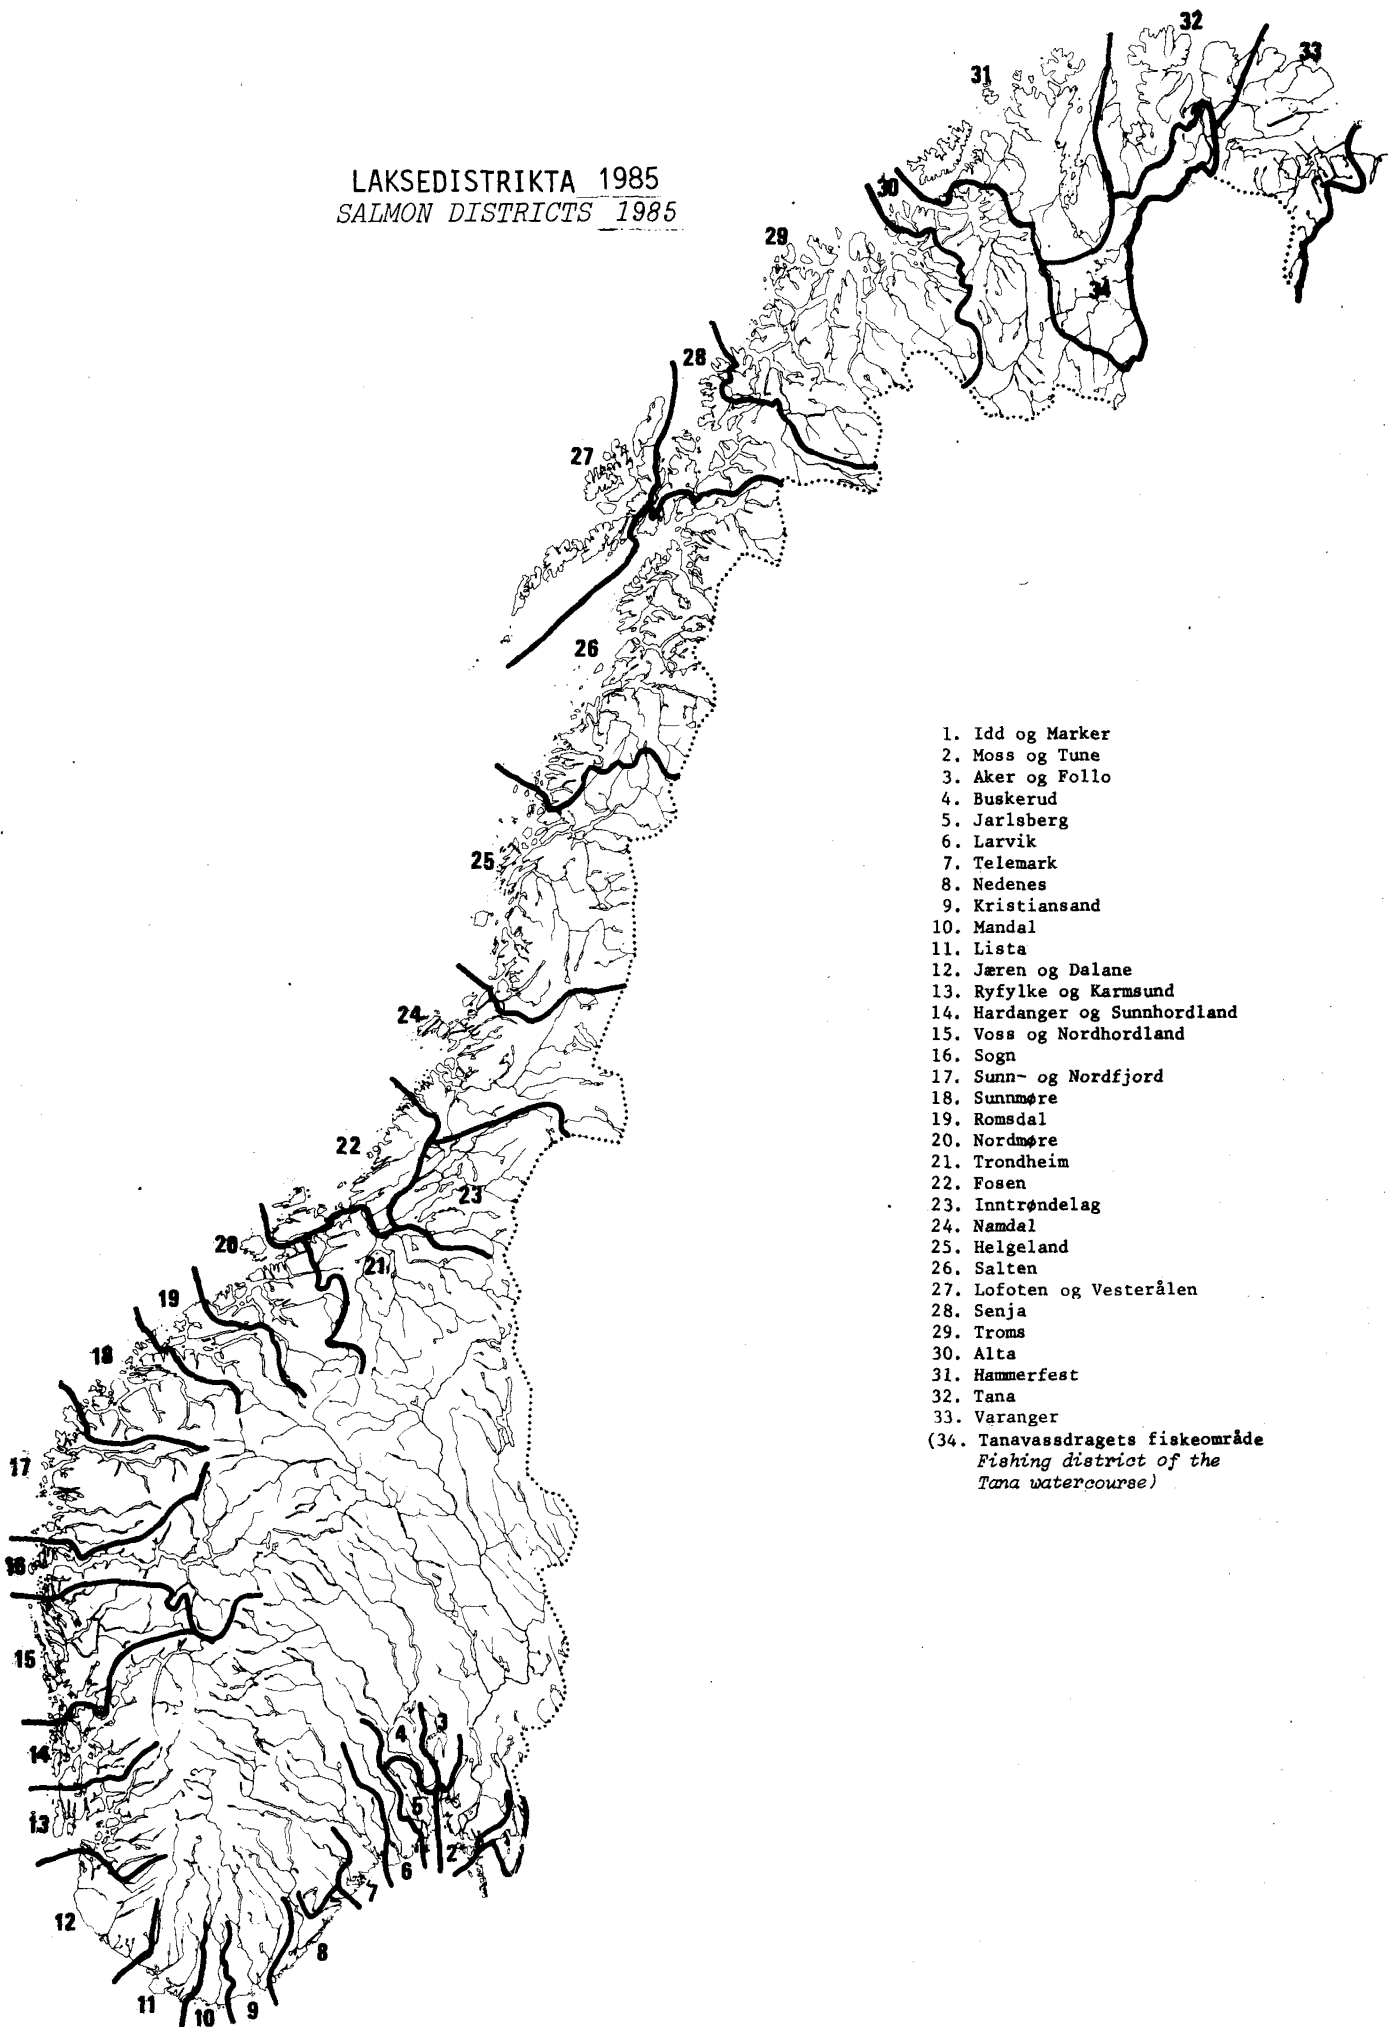 LAKSEDISTRIKTA 1985
SALMON DISTRICTS 1985
32
33
31
30
29
34
28
27
26
25
24
22
23
20
21
19
18
17
16
15
14
13
12
11
10
9
8
7
6
5
4
3
2
1
1. Idd og Marker
2. Moss og Tune
3. Aker og Follo
4. Buskerud
5. Jarlsberg
6. Larvik
7. Telemark
8. Nedenes
9. Kristiansand
10. Mandal
11. Lista
12. Jæren og Dalane
13. Ryfylke og Karmsund
14. Hardanger og Sunnhordland
15. Voss og Nordhordland
16. Sogn
17. Sunn- og Nordfjord
18. Sunnmøre
19. Romsdal
20. Nordmøre
21. Trondheim
22. Fosen
23. Inntrøndelag
24. Namdal
25. Helgeland
26. Salten
27. Lofoten og Vesterålen
28. Senja
29. Troms
30. Alta
31. Hammerfest
32. Tana
33. Varanger
(34. Tanavassdragets fiskeområde
Fishing district of the
Tana watercourse)